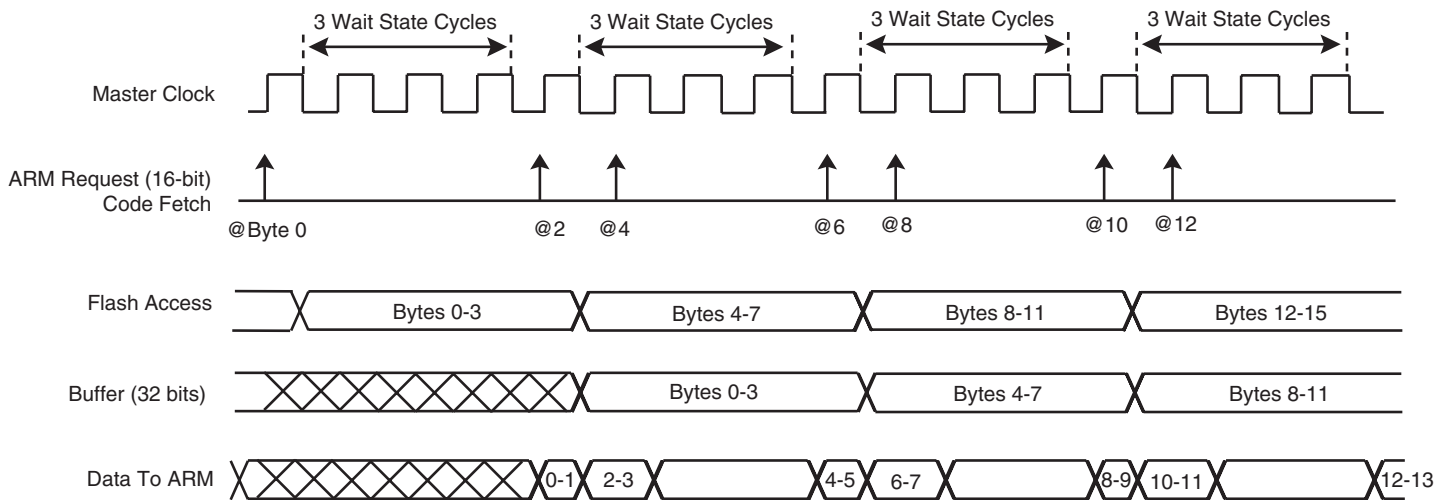 3 Wait State Cycles 3 Wait State Cycles 3 Wait State Cycles 3 Wait State Cycles
Master Clock
ARM Request (16-bit)
Code Fetch
@Byte 0 @2 @4 @6 @8 @10 @12
Flash Access Bytes 0-3 Bytes 4-7 Bytes 8-11 Bytes 12-15
Buffer (32 bits) Bytes 0-3 Bytes 4-7 Bytes 8-11
Data To ARM 0-1 2-3 4-5 6-7 8-9 10-11 12-13